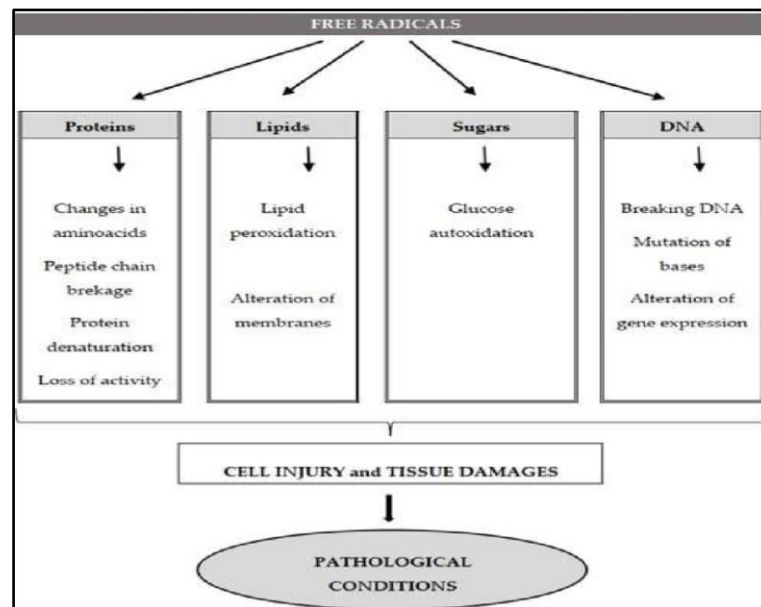 FREE RADICALS
Proteins
Changes in
aminoacids
Peptide chain
brekage
Protein
denaturation
Loss of activity
Lipids
Lipid
peroxidation
Alteration of
membranes
Sugars
Glucose
autoxidation
DNA
Breaking DNA
Mutation of
bases
Alteration of
gene expression
CELL INJURY and TISSUE DAMAGES
PATHOLOGICAL
CONDITIONS